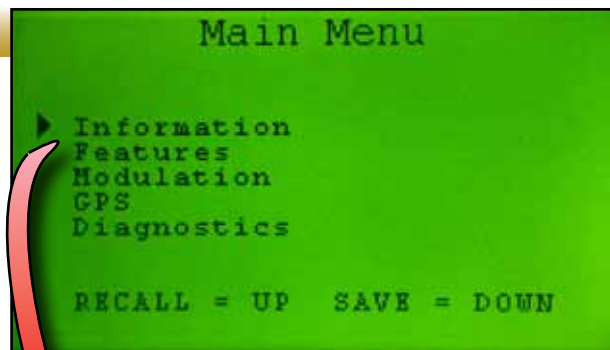 Main Menu
Information
Features
Modulation
GPS
Diagnostics
RECALL = UP SAVE = DOWN